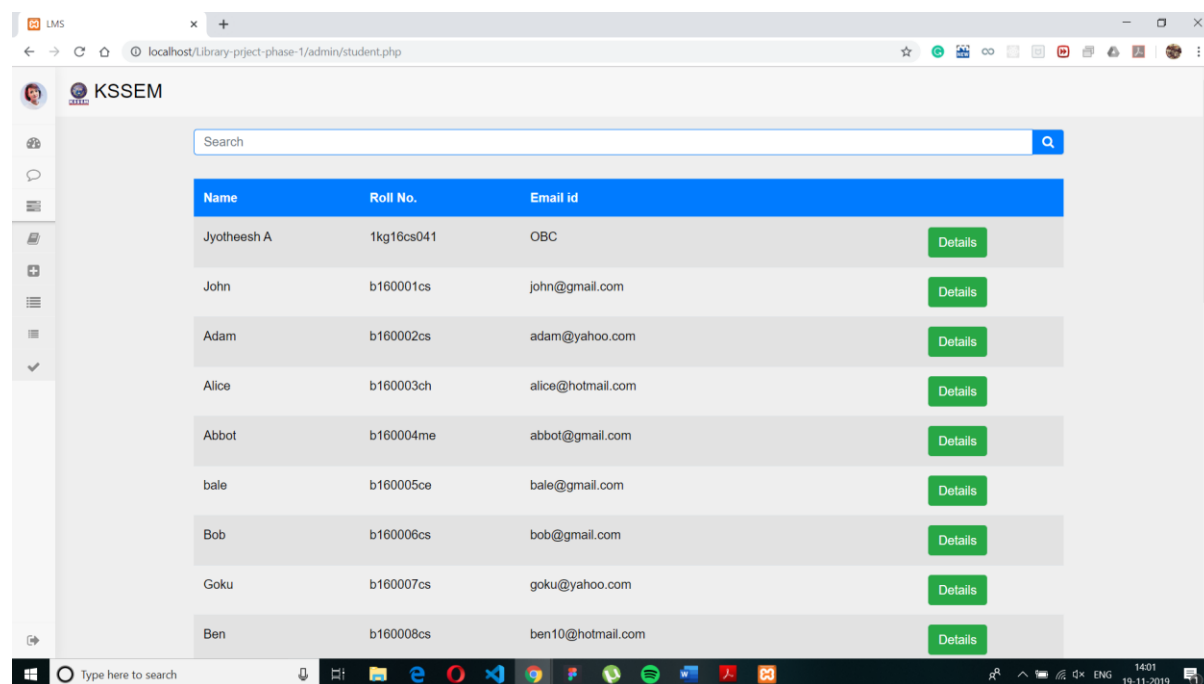 LMS
localhost/Library-prject-phase-1/admin/student.php
KSSEM
Search
Name Roll No. Email id
Jyotheesh A 1kg16cs041 OBC Details
John b160001cs john@gmail.com Details
Adam b160002cs adam@yahoo.com Details
Alice b160003ch alice@hotmail.com Details
Abbot b160004me abbot@gmail.com Details
bale b160005ce bale@gmail.com Details
Bob b160006cs bob@gmail.com Details
Goku b160007cs goku@yahoo.com Details
Ben b160008cs ben10@hotmail.com Details
Type here to search
ENG
14:01
19-11-2019